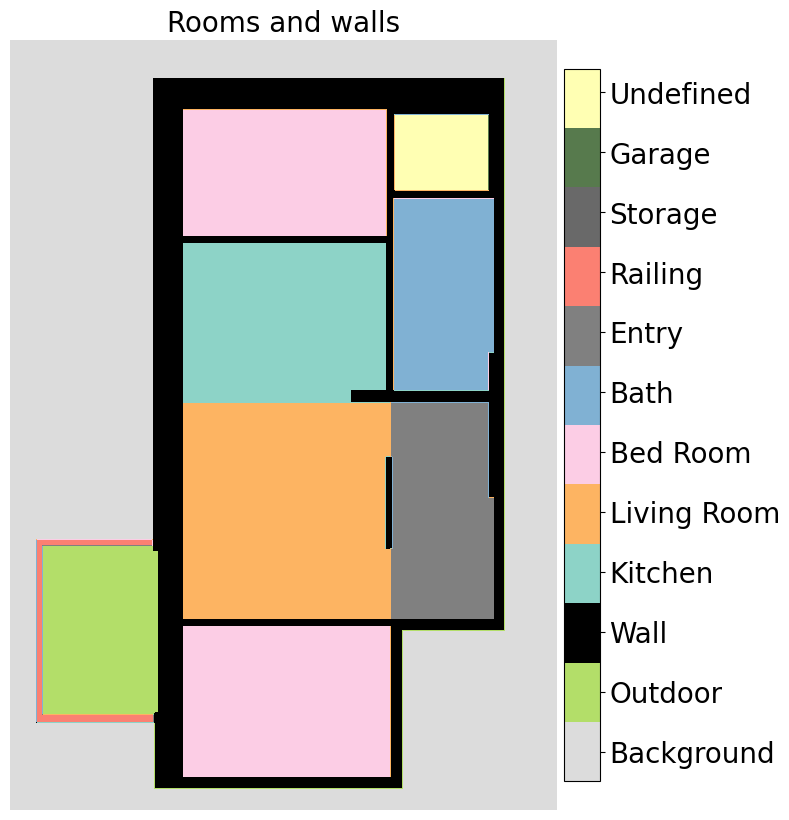 Rooms and walls
Undefined
Garage
Storage
Railing
Entry
Bath
Bed Room
Living Room
Kitchen
Wall
Outdoor
Background